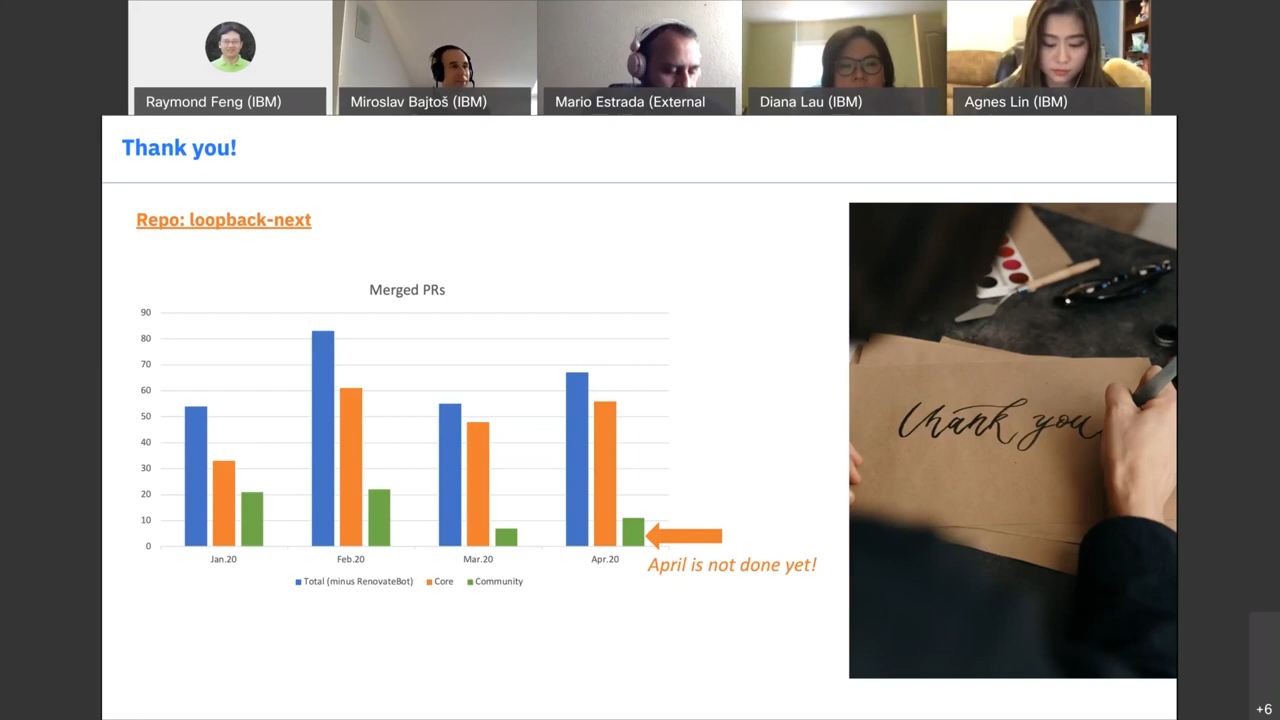 Raymond Feng (IBM)
Miroslav Bajtoš (IBM)
Mario Estrada (External
Diana Lau (IBM)
Agnes Lin (IBM)
Thank you!
Repo: loopback-next
Merged PRs
90
80
70
60
50
40
30
20
10
0
Jan.20
Feb.20
Mar.20
Apr.20
April is not done yet!
Total (minus RenovateBot)
Core
Community
thank you
+6